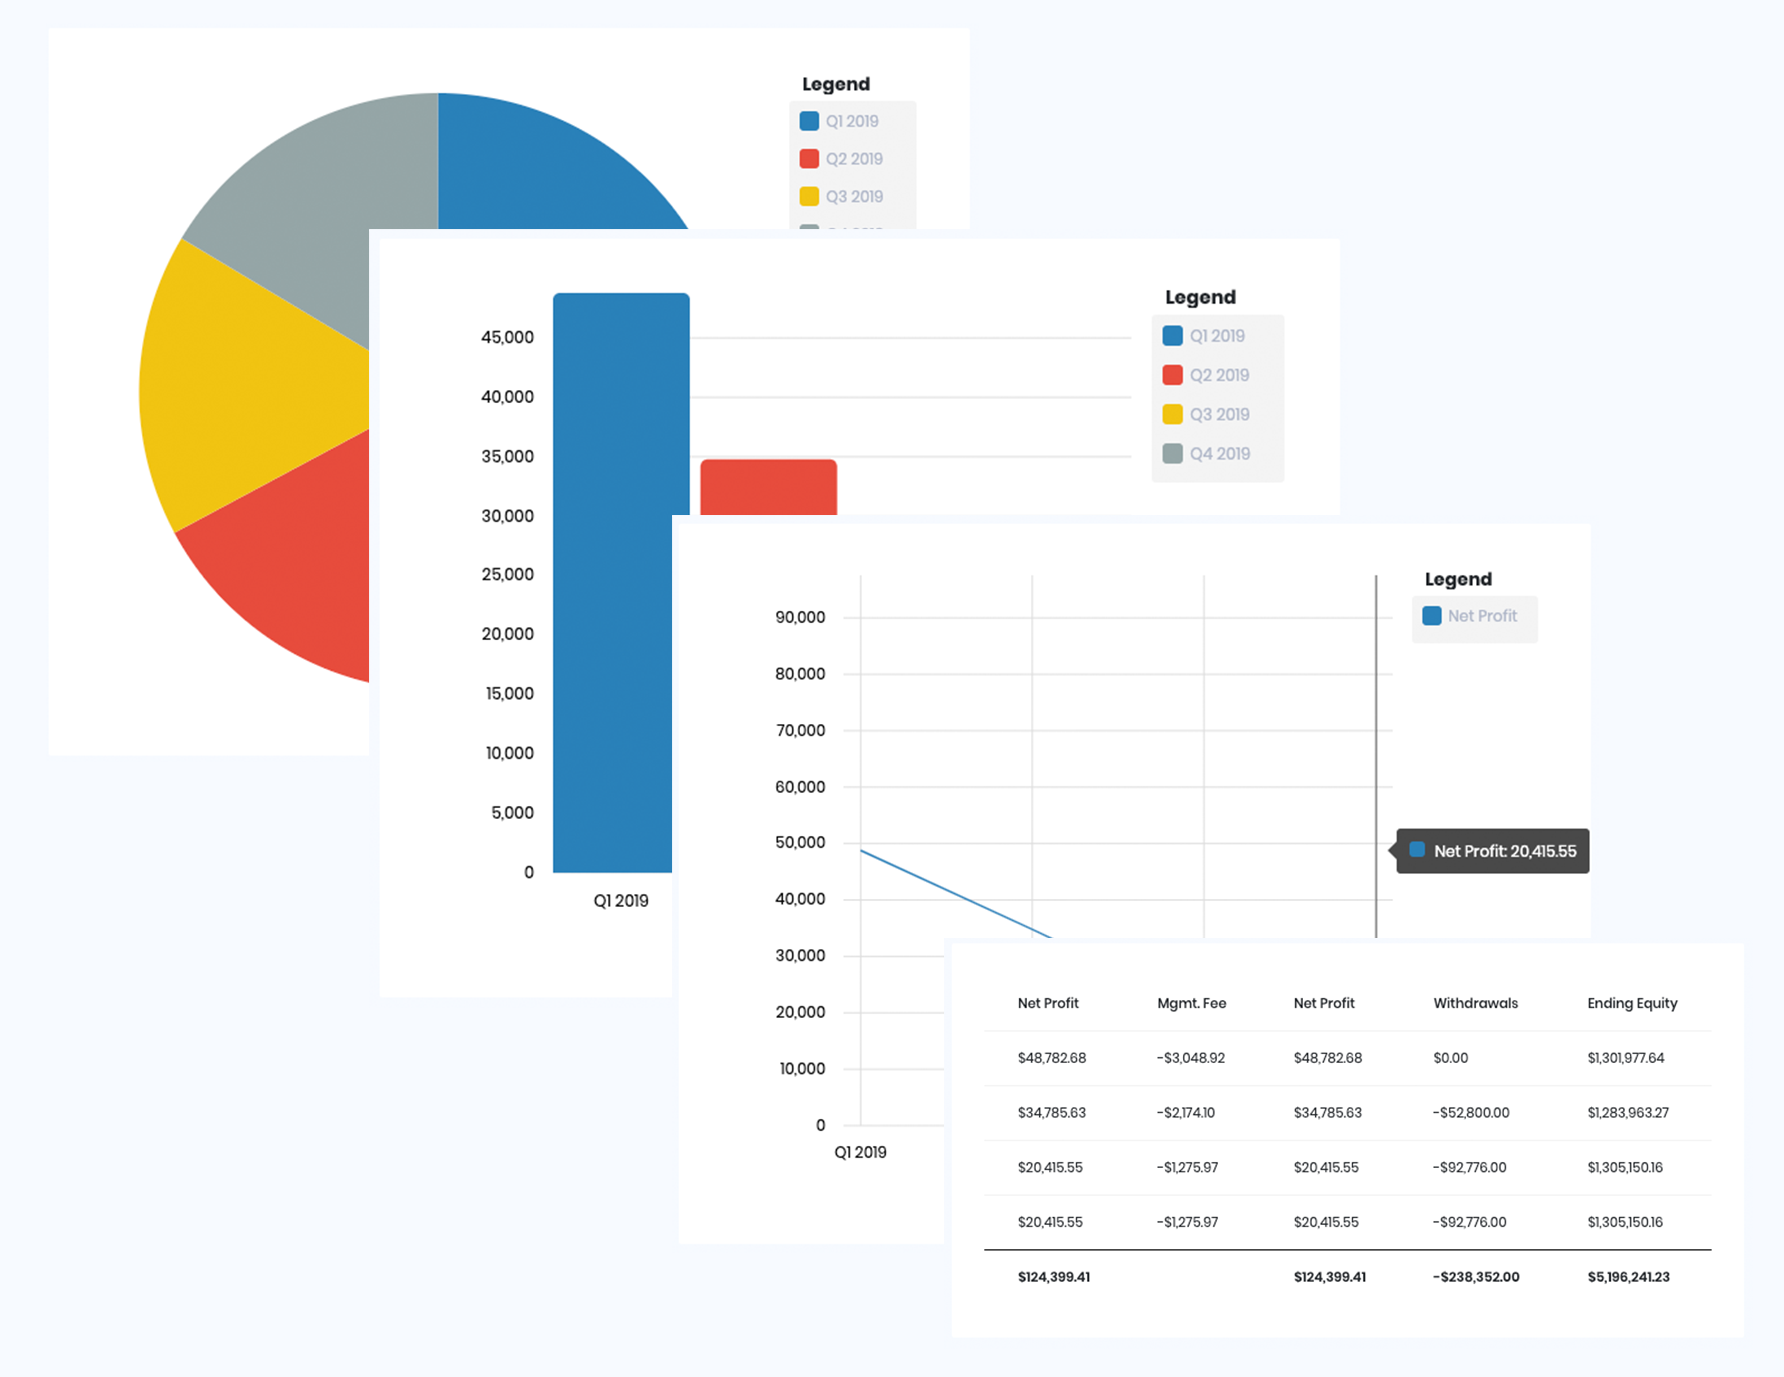 Legend
Q1 2019
Q2 2019
Q3 2019
Legend
Q1 2019
Q2 2019
Q3 2019
Q4 2019
45,000
40,000
35,000
30,000
25,000
20,000
15,000
10,000
5,000
0
Q1 2019
Legend
Net Profit
90,000
80,000
70,000
60,000
50,000
40,000
30,000
20,000
10,000
0
Q1 2019
Net Profit: 20,415.55
Net Profit Mgmt. Fee Net Profit Withdrawals Ending Equity
$48,782.68 -$3,048.92 $48,782.68 $0.00 $1,301,977.64
$34,785.63 -$2,174.10 $34,785.63 -$52,800.00 $1,283,963.27
$20,415.55 -$1,275.97 $20,415.55 -$92,776.00 $1,305,150.16
$20,415.55 -$1,275.97 $20,415.55 -$92,776.00 $1,305,150.16
$124,399.41 $124,399.41 -$238,352.00 $5,196,241.23